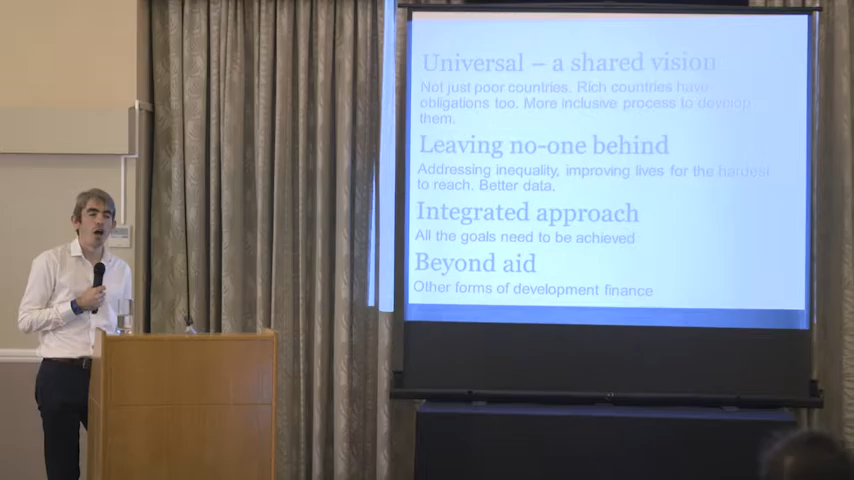 Universal – a shared vision
Not just poor countries. Rich countries have
obligations too. More inclusive process to develop
them.
Leaving no-one behind
Addressing inequality, improving lives for the hardest
to reach. Better data.
Integrated approach
All the goals need to be achieved
Beyond aid
Other forms of development finance